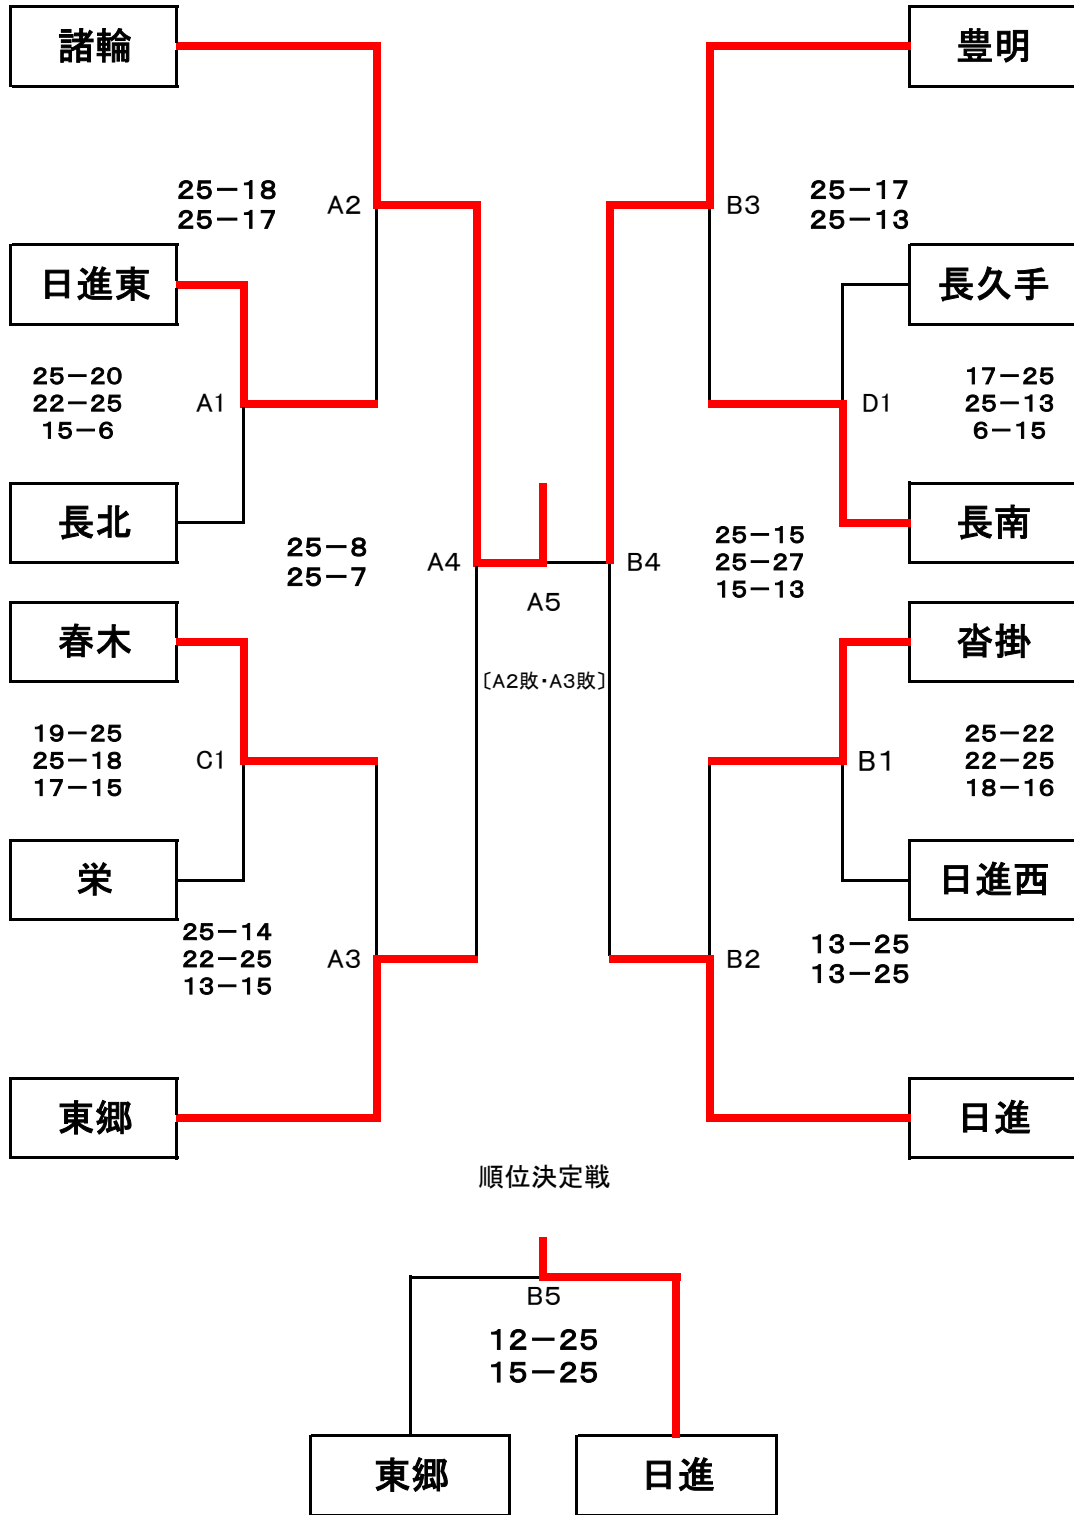 諸輪
豊明
25－18
25－17
A2
B3
25－17
25－13
日進東
長久手
25－20
22－25
15－6
A1
D1
17－25
25－13
6－15
長北
長南
25－8
25－7
A4
B4
25－15
25－27
15－13
A5
春木
沓掛
〔A2敗・A3敗〕
19－25
25－18
17－15
C1
B1
25－22
22－25
18－16
栄
日進西
25－14
22－25
13－15
A3
B2
13－25
13－25
東郷
日進
順位決定戦
B5
12－25
15－25
東郷
日進